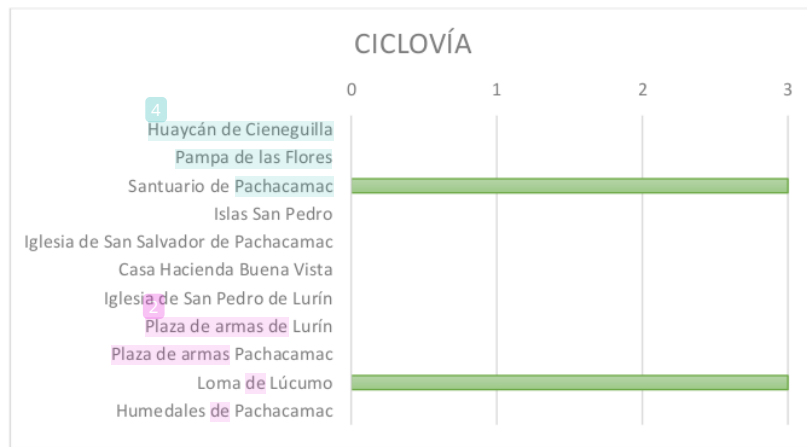 CICLOVÍA
0 1 2 3
4
Huaycán de Cieneguilla
Pampa de las Flores
Santuario de Pachacamac
Islas San Pedro
Iglesia de San Salvador de Pachacamac
Casa Hacienda Buena Vista
Iglesia de San Pedro de Lurín
2
Plaza de armas de Lurín
Plaza de armas Pachacamac
Loma de Lúcumo
Humedales de Pachacamac